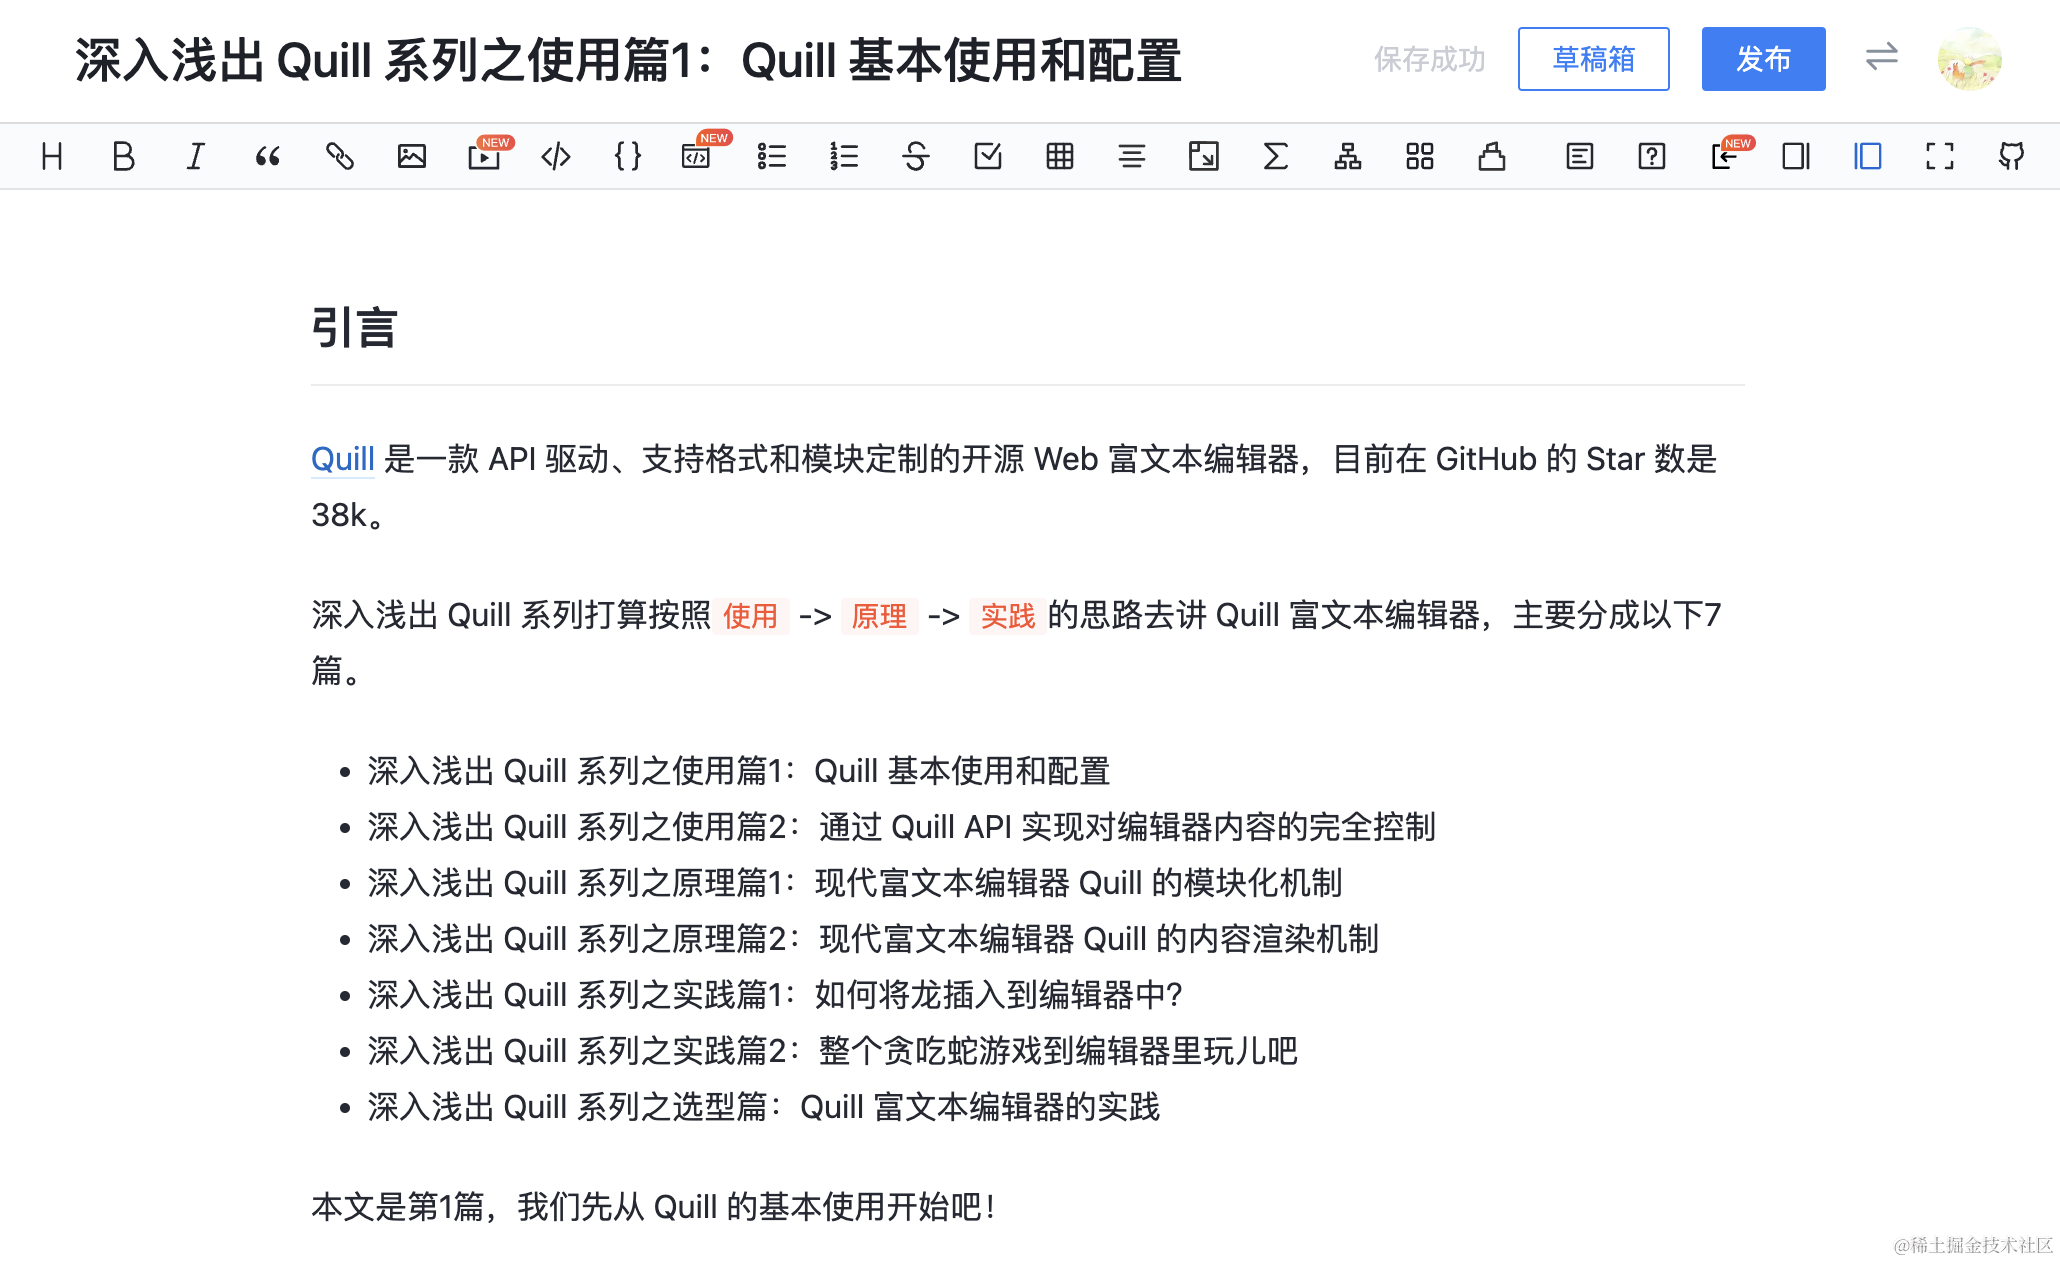 深入浅出 Quill 系列之使用篇1：Quill 基本使用和配置
保存成功
草稿箱
发布
H B I NEW NEW NEW
引言
Quill 是一款 API 驱动、支持格式和模块定制的开源 Web 富文本编辑器，目前在 GitHub 的 Star 数是
38k。
深入浅出 Quill 系列打算按照 使用 -> 原理 -> 实践 的思路去讲 Quill 富文本编辑器，主要分成以下7
篇。
• 深入浅出 Quill 系列之使用篇1：Quill 基本使用和配置
• 深入浅出 Quill 系列之使用篇2：通过 Quill API 实现对编辑器内容的完全控制
• 深入浅出 Quill 系列之原理篇1：现代富文本编辑器 Quill 的模块化机制
• 深入浅出 Quill 系列之原理篇2：现代富文本编辑器 Quill 的内容渲染机制
• 深入浅出 Quill 系列之实践篇1：如何将龙插入到编辑器中？
• 深入浅出 Quill 系列之实践篇2：整个贪吃蛇游戏到编辑器里玩儿吧
• 深入浅出 Quill 系列之选型篇：Quill 富文本编辑器的实践
本文是第1篇，我们先从 Quill 的基本使用开始吧！
@稀土掘金技术社区